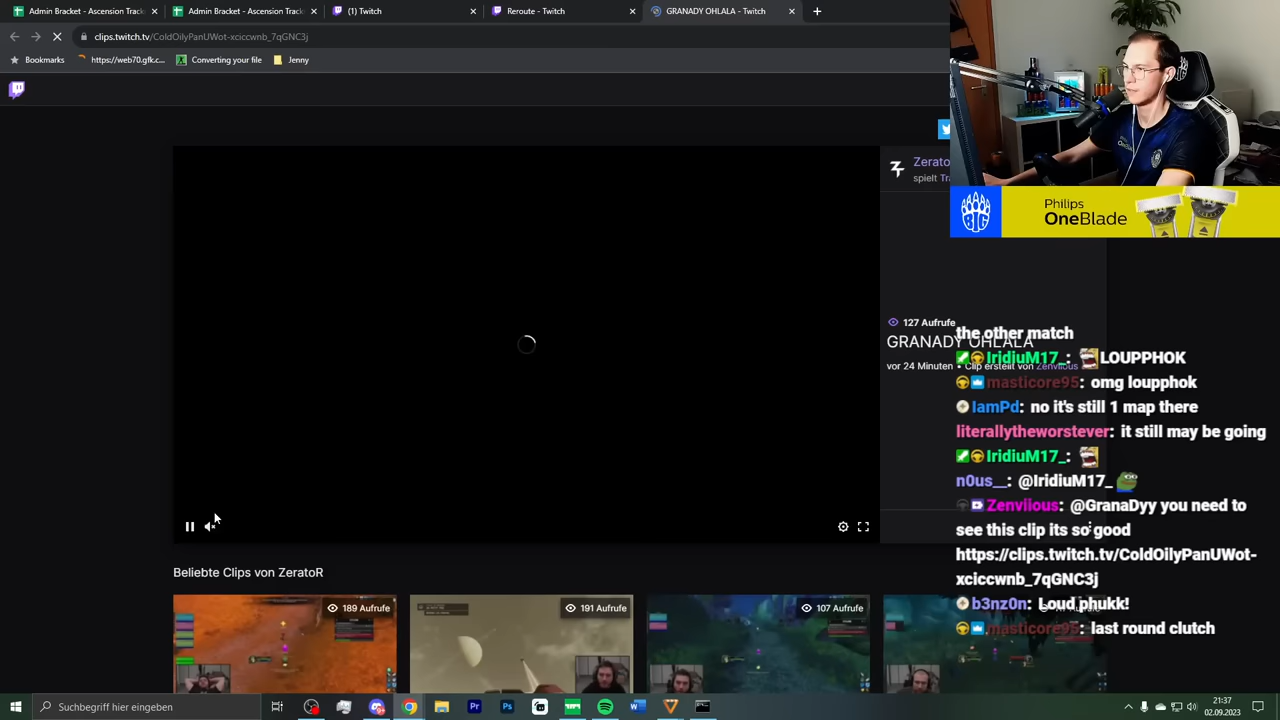 Admin Bracket - Ascension Track
Admin Bracket - Ascension Track
(1) Twitch
Reroute - Twitch
GRANADY OHLALA - Twitch
clips.twitch.tv/ColdOilyPanUWot-xciccwnb_7qGNC3j
Bookmarks
https://web70.gfk.c...
Converting your file
Jenny
Zerato
spielt Tra
Philips
OneBlade
BIG
127 Aufrufe
GRANADY OHLALA
vor 24 Minuten • Clip erstellt von Zenviious
the other match
IridiuM17_: LOUPPHOK
masticore95: omg loupphok
IamPd: no it's still 1 map there
literallytheworstever: it still may be going
IridiuM17_:
n0us__: @IridiuM17_
Zenviious: @GranaDyy you need to
see this clip its so good
https://clips.twitch.tv/ColdOilyPanUWot-
xciccwnb_7qGNC3j
b3nz0n: Loud phukk!
masticore95: last round clutch
Beliebte Clips von ZeratoR
189 Aufrufe
191 Aufrufe
107 Aufrufe
Suchbegriff hier eingeben
21:37
02.09.2023